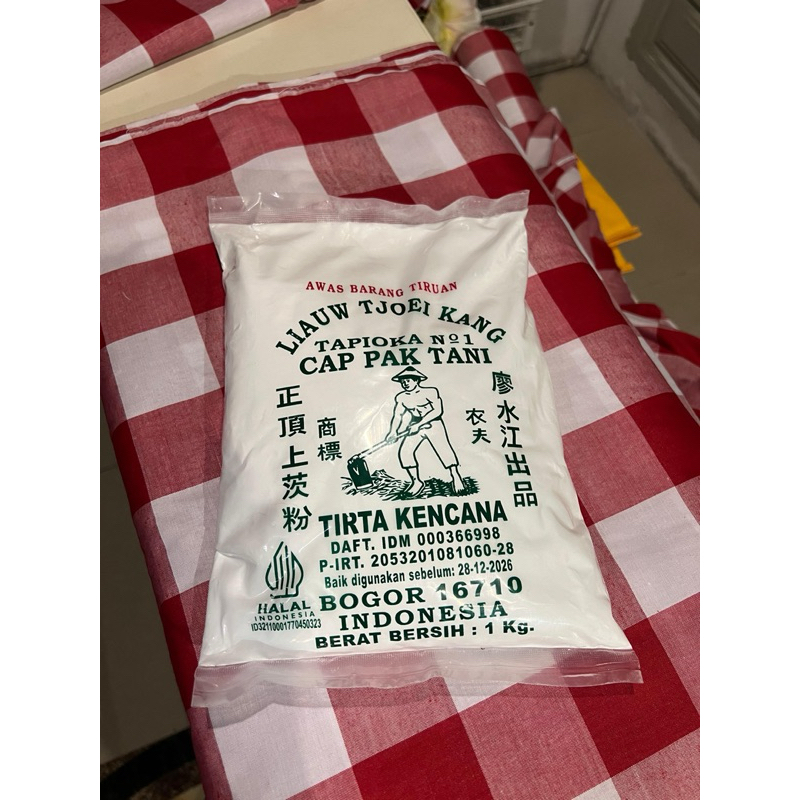 AWAS BARANG TIRUAN
LIAUW TJOEI KANG
TAPIOKA Nº1
CAP PAK TANI
正頂上茨粉
商標
农夫
廖水江出品
TIRTA KENCANA
DAFT. IDM 000366998
P-IRT. 2053201081060-28
Baik digunakan sebelum: 28-12-2026
HALAL
INDONESIA
ID32110001770450323
BOGOR 16710
INDONESIA
BERAT BERSIH : 1 Kg.